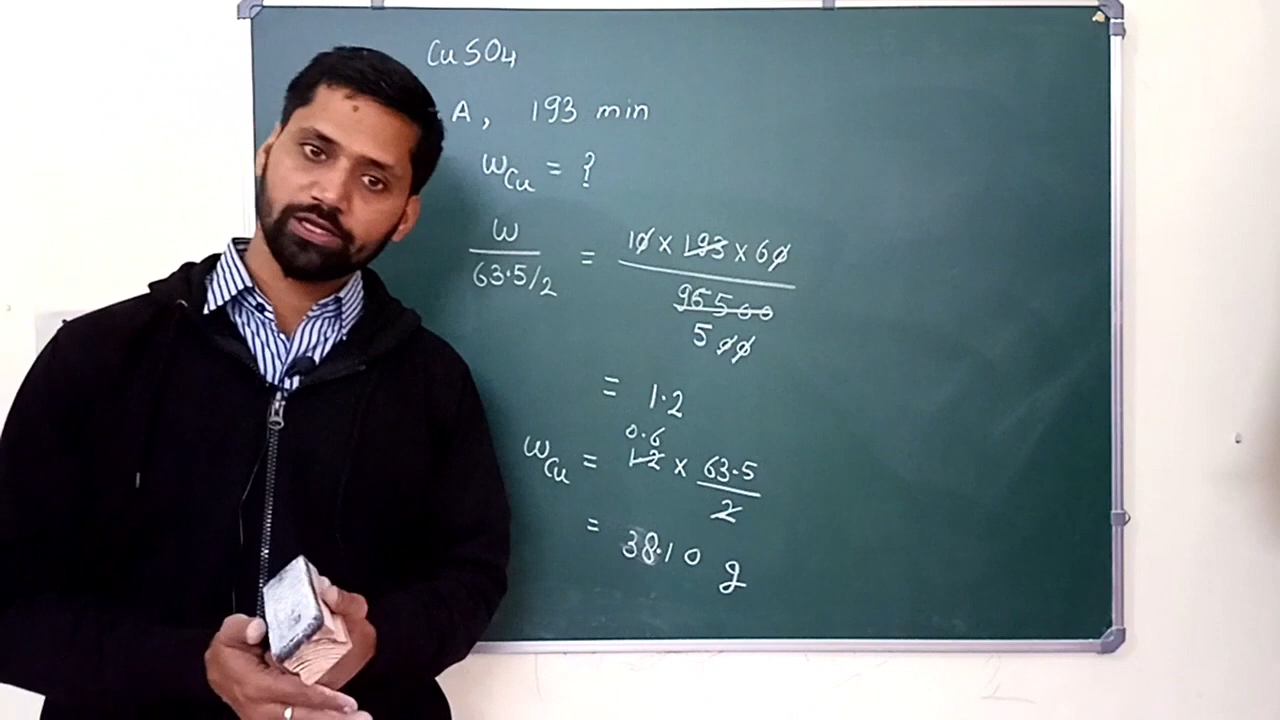 CuSO4
A, 193 min
WCu = ?
W / 63.5/2 = 10 x 193 x 60 / 96500
500
= 1.2
0.6
WCu = 1.2 x 63.5 / 2
= 38.10 g